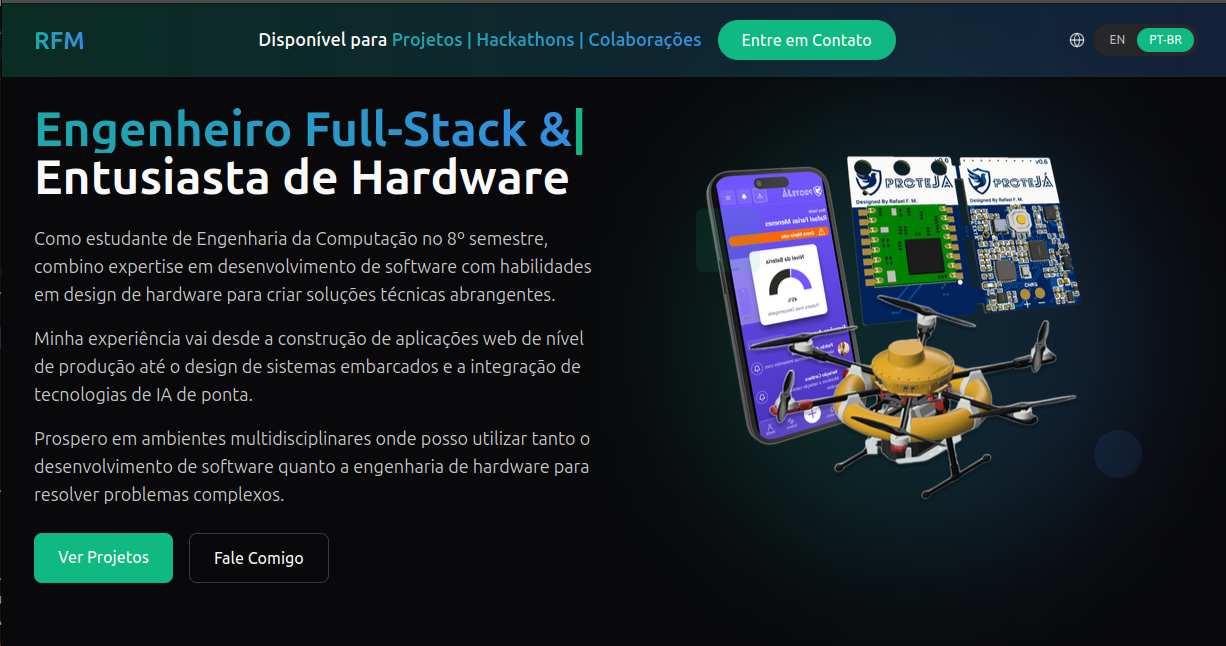 RFM
Disponível para Projetos | Hackathons | Colaborações
Entre em Contato
EN
PT-BR
Engenheiro Full-Stack &
Entusiasta de Hardware
Como estudante de Engenharia da Computação no 8º semestre,
combino expertise em desenvolvimento de software com habilidades
em design de hardware para criar soluções técnicas abrangentes.
Minha experiência vai desde a construção de aplicações web de nível
de produção até o design de sistemas embarcados e a integração de
tecnologias de IA de ponta.
Prospero em ambientes multidisciplinares onde posso utilizar tanto o
desenvolvimento de software quanto a engenharia de hardware para
resolver problemas complexos.
Ver Projetos
Fale Comigo
PROTEJÁ
Rafael Farias Meneses
Nível da Bateria
45%
PROTEJÁ
Designed By Rafael F. M.
PROTEJÁ
Designed By Rafael F. M.
CHRG